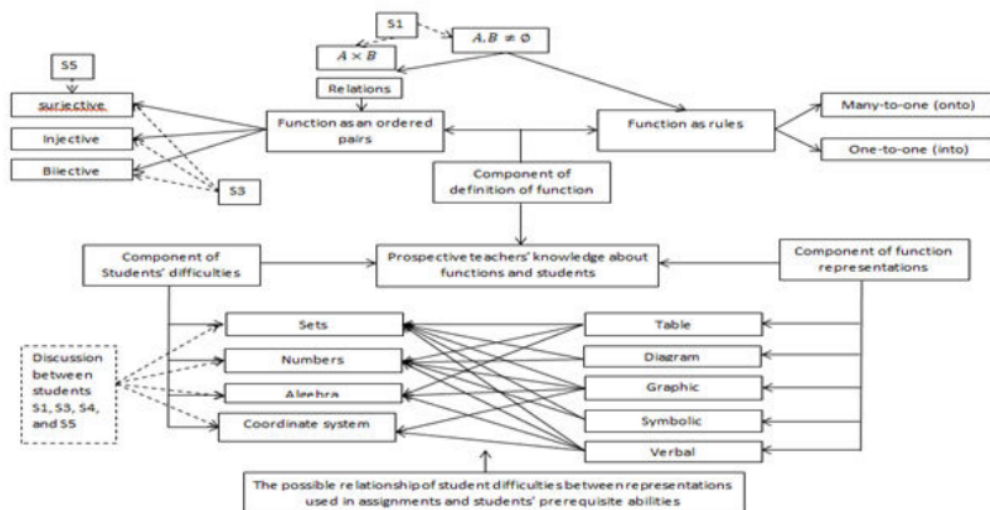 S1
A.B ≠ ∅
A × B
S5
Relations
surjective
Many-to-one (onto)
Function as an ordered
pairs
Function as rules
Injective
One-to-one (into)
Bijective
S3
Component of
definition of function
Component of
Students' difficulties
Prospective teachers' knowledge about
functions and students
Component of function
representations
Sets
Table
Discussion
between
students
S1, S3, S4,
and S5
Numbers
Diagram
Algebra
Graphic
Coordinate system
Symbolic
Verbal
The possible relationship of student difficulties between representations
used in assignments and students' prerequisite abilities